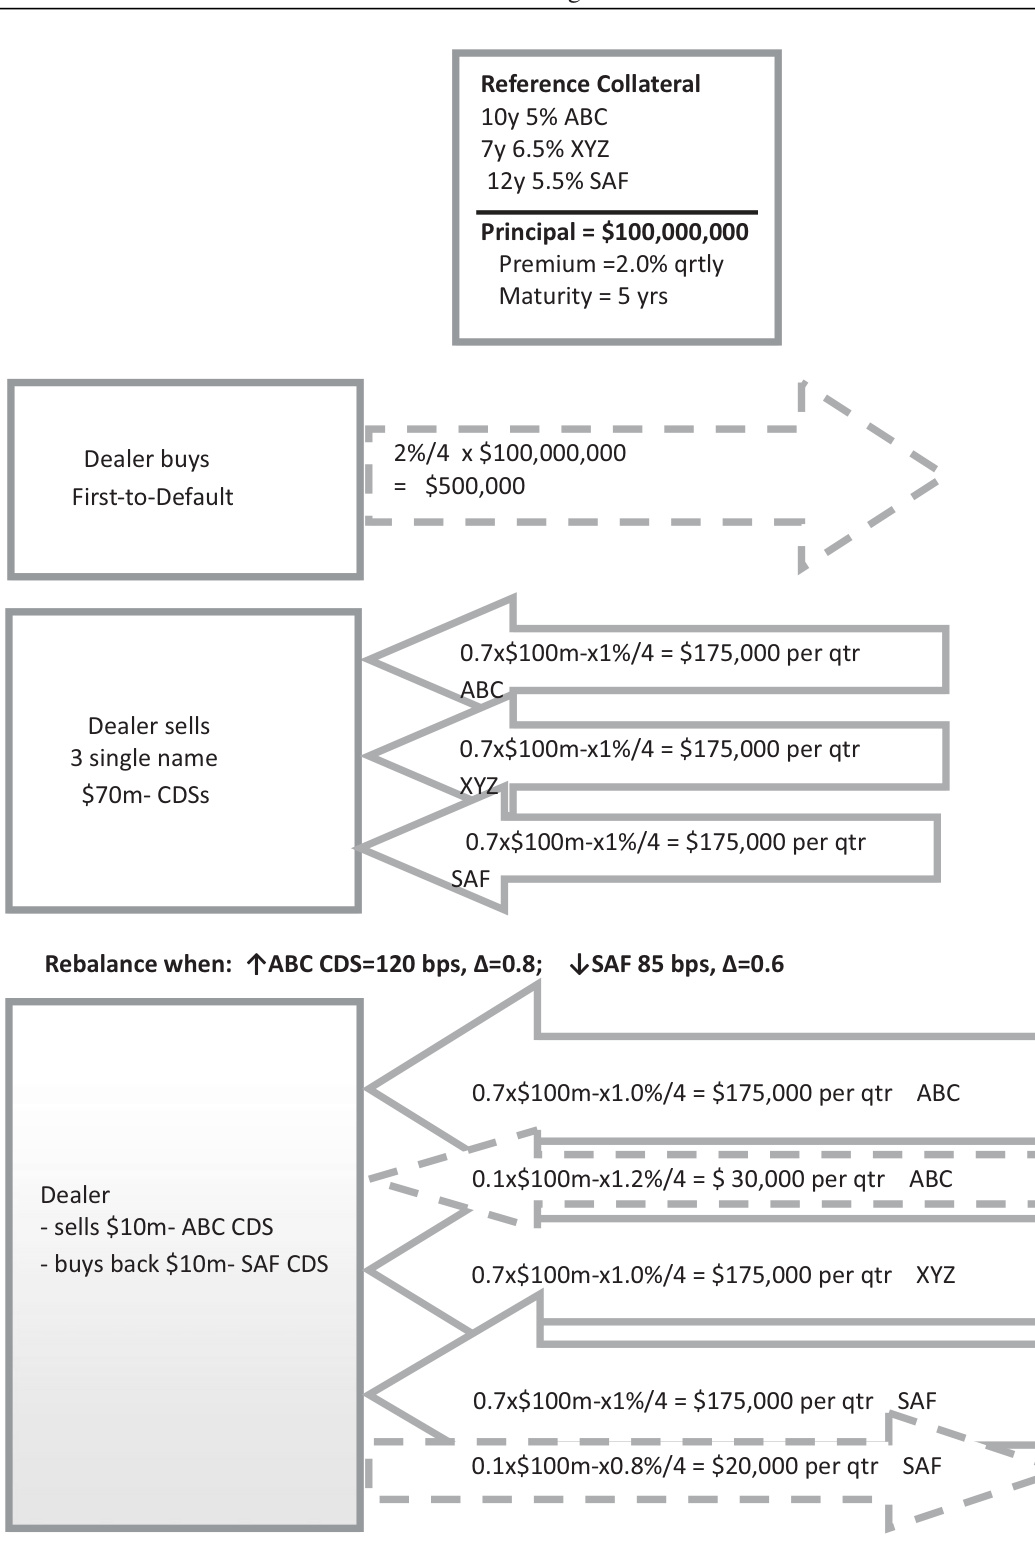 Reference Collateral
10y 5% ABC
7y 6.5% XYZ
12y 5.5% SAF
Principal = $100,000,000
Premium =2.0% qrtly
Maturity = 5 yrs
Dealer buys
First-to-Default
2%/4 x $100,000,000
= $500,000
Dealer sells
3 single name
$70m- CDSs
0.7x$100m-x1%/4 = $175,000 per qtr
ABC
0.7x$100m-x1%/4 = $175,000 per qtr
XYZ
0.7x$100m-x1%/4 = $175,000 per qtr
SAF
Rebalance when: ↑ABC CDS=120 bps, Δ=0.8; ↓SAF 85 bps, Δ=0.6
Dealer
- sells $10m- ABC CDS
- buys back $10m- SAF CDS
0.7x$100m-x1.0%/4 = $175,000 per qtr ABC
0.1x$100m-x1.2%/4 = $ 30,000 per qtr ABC
0.7x$100m-x1.0%/4 = $175,000 per qtr XYZ
0.7x$100m-x1%/4 = $175,000 per qtr SAF
0.1x$100m-x0.8%/4 = $20,000 per qtr SAF